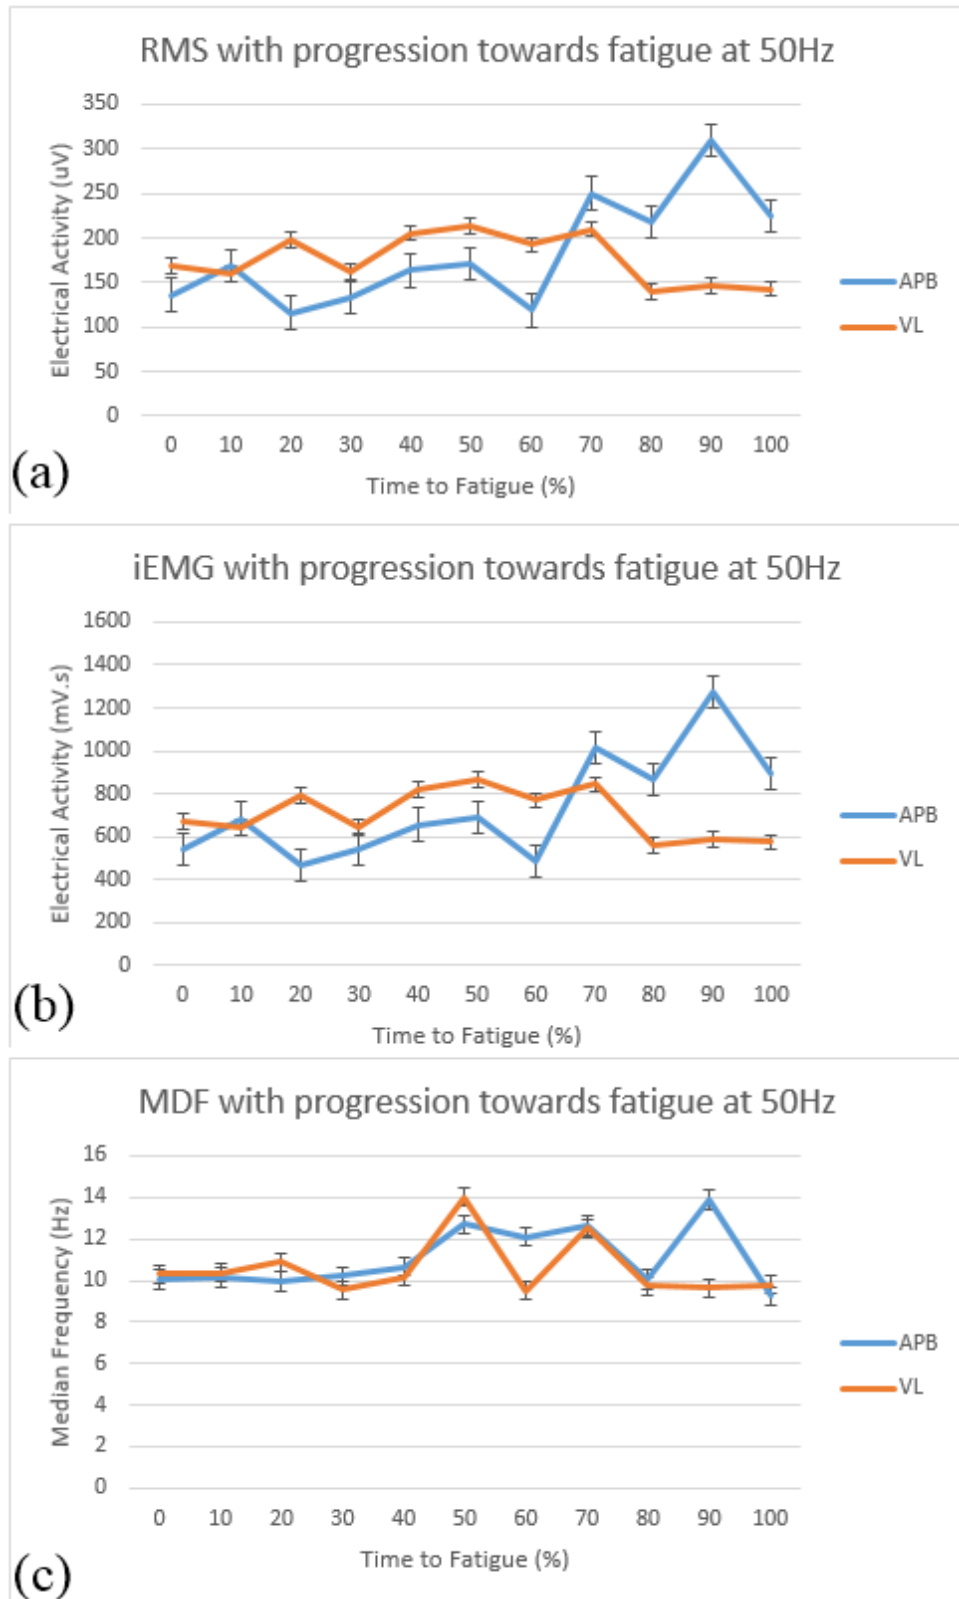 RMS with progression towards fatigue at 50Hz
350
300
250
200
150
100
50
0
Electrical Activity (uV)
0 10 20 30 40 50 60 70 80 90 100
Time to Fatigue (%)
APB
VL
(a)
iEMG with progression towards fatigue at 50Hz
1600
1400
1200
1000
800
600
400
200
0
Electrical Activity (mV.s)
0 10 20 30 40 50 60 70 80 90 100
Time to Fatigue (%)
APB
VL
(b)
MDF with progression towards fatigue at 50Hz
16
14
12
10
8
6
4
2
0
Median Frequency (Hz)
0 10 20 30 40 50 60 70 80 90 100
Time to Fatigue (%)
APB
VL
(c)